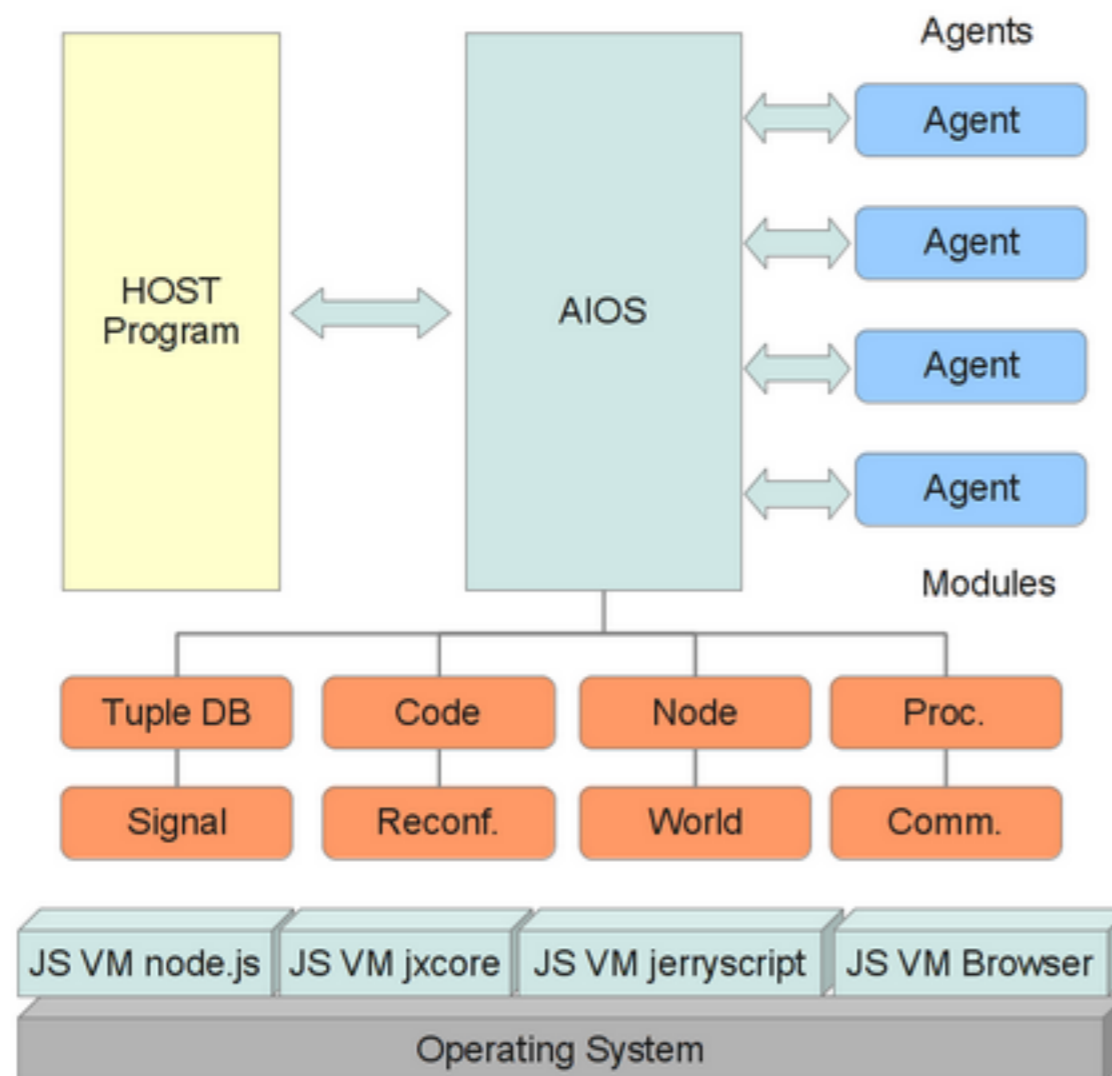 Agents
Agent
Agent
HOST
Program
AIOS
Agent
Agent
Modules
Tuple DB
Code
Node
Proc.
Signal
Reconf.
World
Comm.
JS VM node.js
JS VM jxcore
JS VM jerryscript
JS VM Browser
Operating System